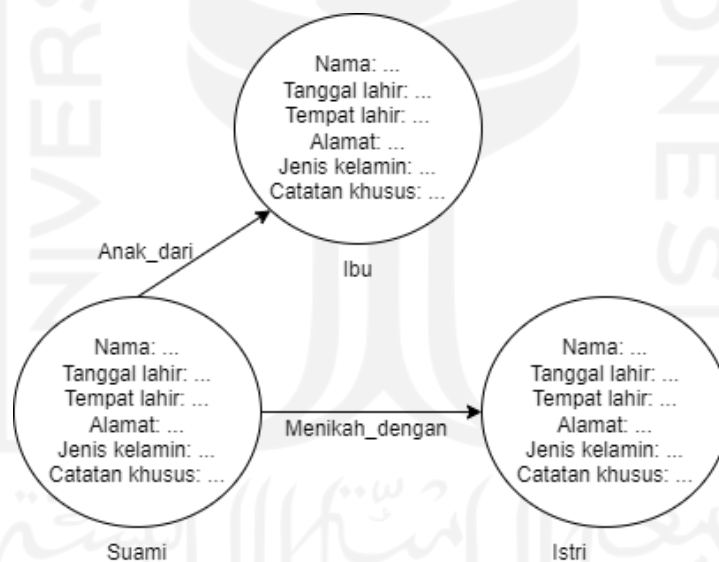 Nama: ...
Tanggal lahir: ...
Tempat lahir: ...
Alamat: ...
Jenis kelamin: ...
Catatan khusus: ...
Anak_dari
Ibu
Nama: ...
Tanggal lahir: ...
Tempat lahir: ...
Alamat: ...
Jenis kelamin: ...
Catatan khusus: ...
Menikah_dengan
Nama: ...
Tanggal lahir: ...
Tempat lahir: ...
Alamat: ...
Jenis kelamin: ...
Catatan khusus: ...
Suami
Istri